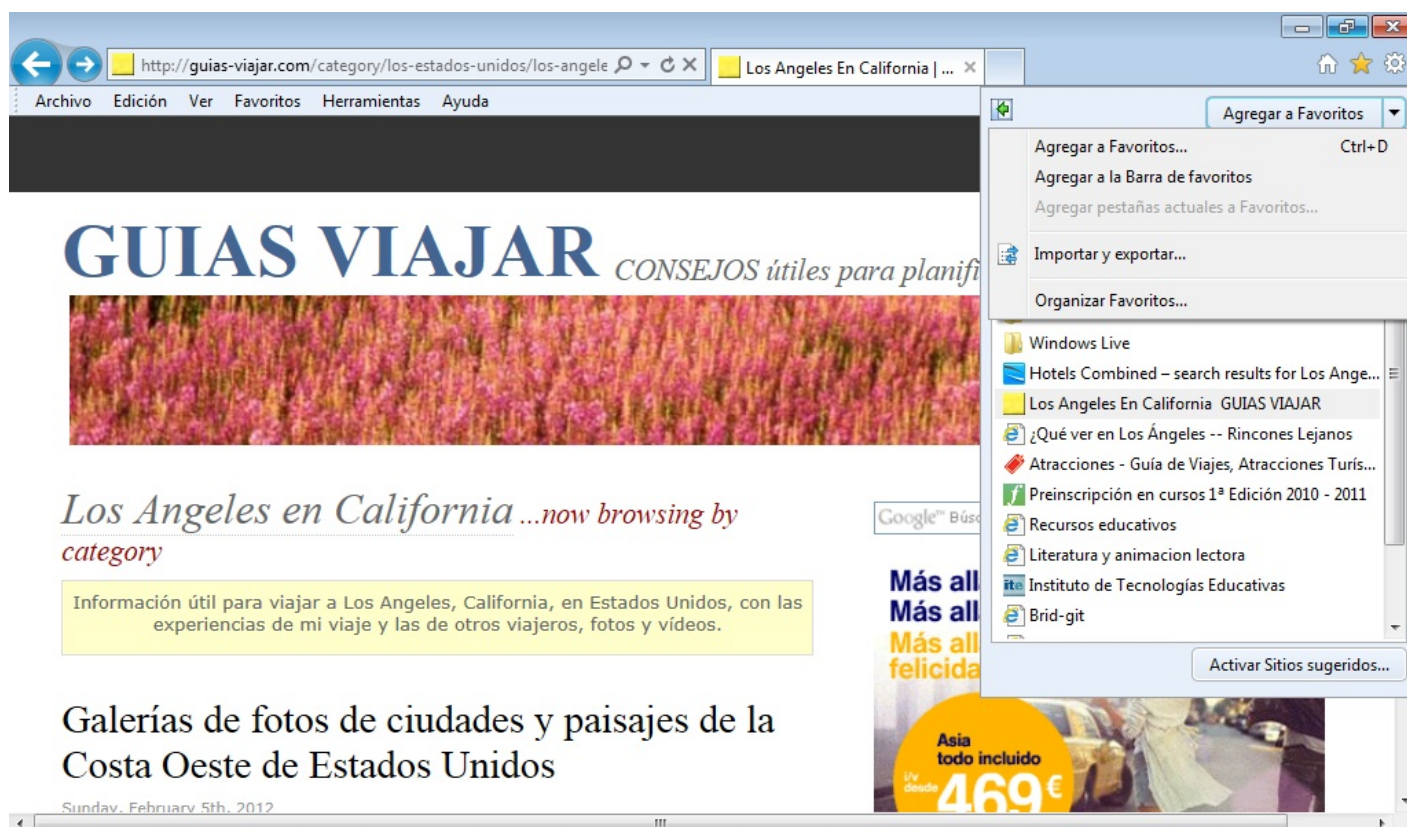 http://guias-viajar.com/category/los-estados-unidos/los-angele
Los Angeles En California | ...
Archivo Edición Ver Favoritos Herramientas Ayuda
Agregar a Favoritos
Agregar a Favoritos... Ctrl+D
Agregar a la Barra de favoritos
Agregar pestañas actuales a Favoritos...
Importar y exportar...
Organizar Favoritos...
Windows Live
Hotels Combined – search results for Los Ange...
Los Angeles En California GUIAS VIAJAR
¿Qué ver en Los Ángeles -- Rincones Lejanos
Atracciones - Guía de Viajes, Atracciones Turís...
Preinscripción en cursos 1ª Edición 2010 - 2011
Recursos educativos
Literatura y animacion lectora
ite Instituto de Tecnologías Educativas
Brid-git
Activar Sitios sugeridos...
GUIAS VIAJAR CONSEJOS útiles para planifi
Los Angeles en California ...now browsing by
category
Información útil para viajar a Los Angeles, California, en Estados Unidos, con las
experiencias de mi viaje y las de otros viajeros, fotos y vídeos.
Galerías de fotos de ciudades y paisajes de la
Costa Oeste de Estados Unidos
Sunday, February 5th, 2012
Google™ Búsq
Más all
Más all
Más all
felicida
Asia
todo incluido
i/v
desde 469€